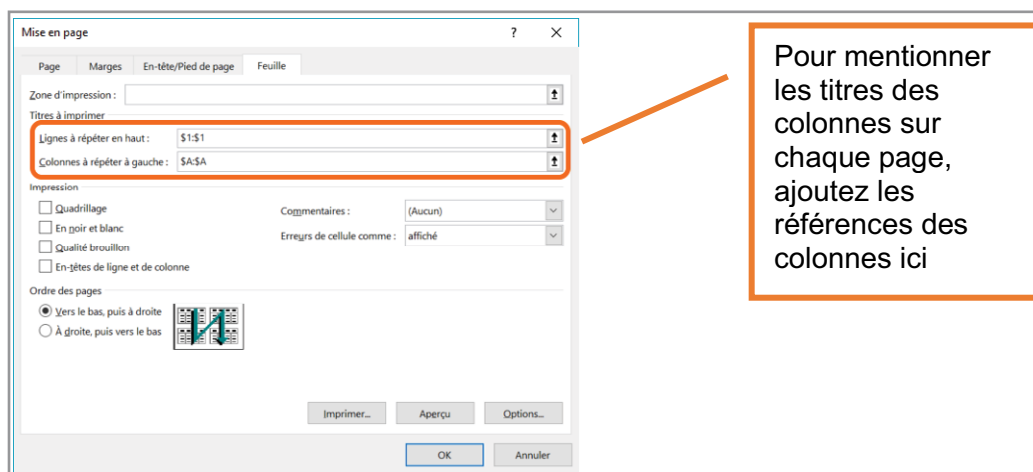 Mise en page ?
Page Marges En-tête/Pied de page Feuille
Zone d'impression :
Titres à imprimer
Lignes à répéter en haut : $1:$1
Colonnes à répéter à gauche : $A:$A
Impression
Quadrillage
Commentaires : (Aucun)
En noir et blanc
Erreurs de cellule comme : affiché
Qualité brouillon
En-têtes de ligne et de colonne
Ordre des pages
Vers le bas, puis à droite
À droite, puis vers le bas
Imprimer... Aperçu Options...
OK Annuler
Pour mentionner
les titres des
colonnes sur
chaque page,
ajoutez les
références des
colonnes ici